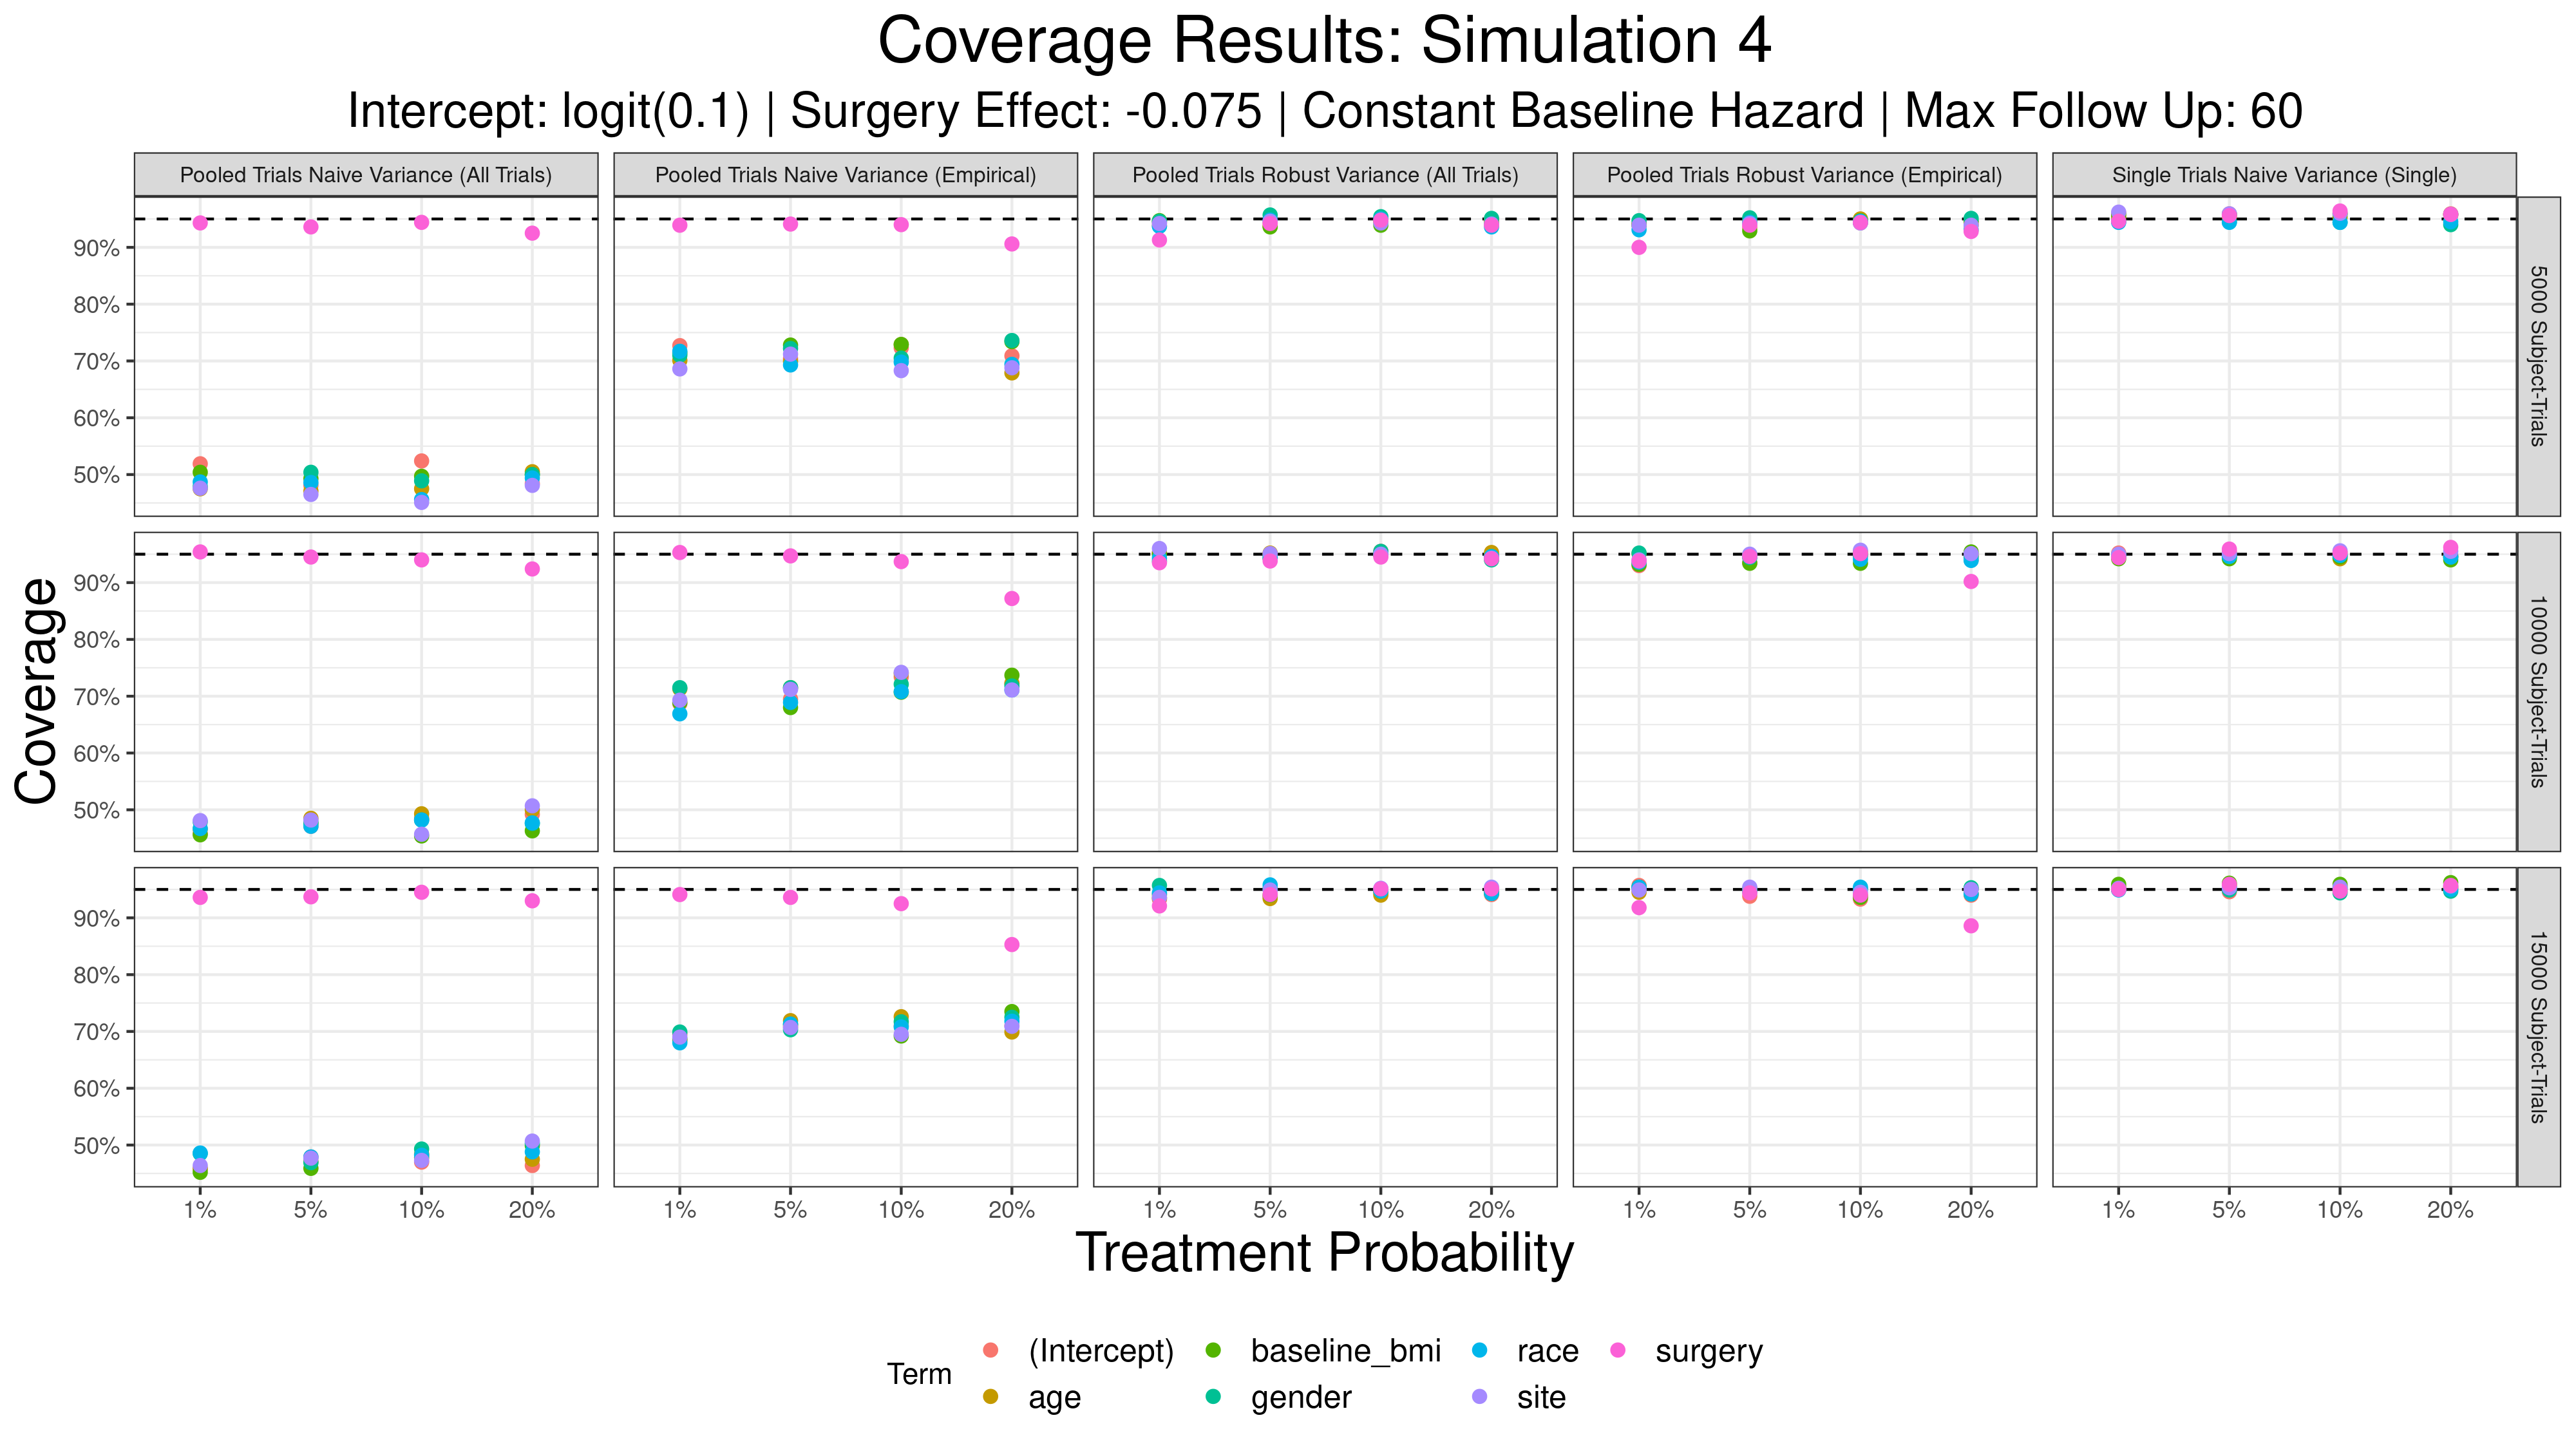 Coverage Results: Simulation 4
Intercept: logit(0.1) | Surgery Effect: -0.075 | Constant Baseline Hazard | Max Follow Up: 60
Pooled Trials Naive Variance (All Trials)
Pooled Trials Naive Variance (Empirical)
Pooled Trials Robust Variance (All Trials)
Pooled Trials Robust Variance (Empirical)
Single Trials Naive Variance (Single)
90%
80%
70%
60%
50%
5000 Subject-Trials
90%
80%
70%
60%
50%
10000 Subject-Trials
90%
80%
70%
60%
50%
15000 Subject-Trials
Coverage
1% 5% 10% 20%
1% 5% 10% 20%
1% 5% 10% 20%
1% 5% 10% 20%
1% 5% 10% 20%
Treatment Probability
Term
(Intercept) baseline_bmi race surgery
age gender site